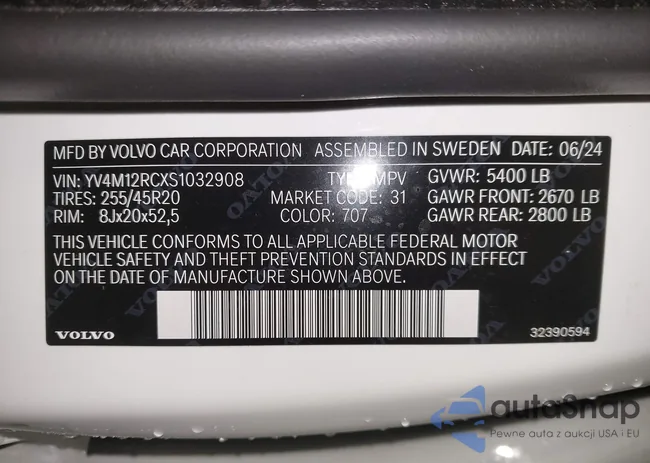 MFD BY VOLVO CAR CORPORATION ASSEMBLED IN SWEDEN DATE: 06/24
VIN: YV4M12RCXS1032908 MPV GVWR: 5400 LB
TIRES: 255/45R20 MARKET CODE: 31 GAWR FRONT: 2670 LB
RIM: 8Jx20x52,5 COLOR: 707 GAWR REAR: 2800 LB
THIS VEHICLE CONFORMS TO ALL APPLICABLE FEDERAL MOTOR
VEHICLE SAFETY AND THEFT PREVENTION STANDARDS IN EFFECT
ON THE DATE OF MANUFACTURE SHOWN ABOVE.
VOLVO 32390594
autoSnap
Pewne auta z aukcji USA i EU